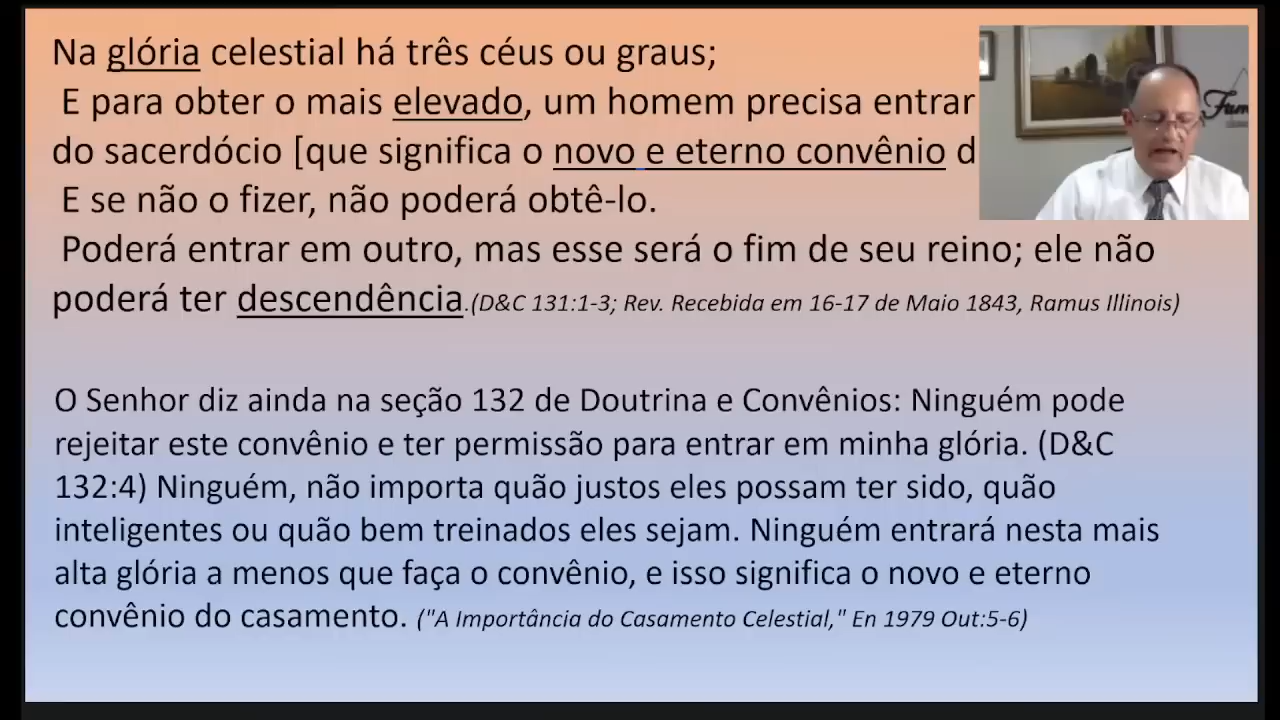 Na glória celestial há três céus ou graus;
E para obter o mais elevado, um homem precisa entrar
do sacerdócio [que significa o novo e eterno convênio d
E se não o fizer, não poderá obtê-lo.
Poderá entrar em outro, mas esse será o fim de seu reino; ele não
poderá ter descendência.(D&C 131:1-3; Rev. Recebida em 16-17 de Maio 1843, Ramus Illinois)
O Senhor diz ainda na seção 132 de Doutrina e Convênios: Ninguém pode
rejeitar este convênio e ter permissão para entrar em minha glória. (D&C
132:4) Ninguém, não importa quão justos eles possam ter sido, quão
inteligentes ou quão bem treinados eles sejam. Ninguém entrará nesta mais
alta glória a menos que faça o convênio, e isso significa o novo e eterno
convênio do casamento. ("A Importância do Casamento Celestial," En 1979 Out:5-6)